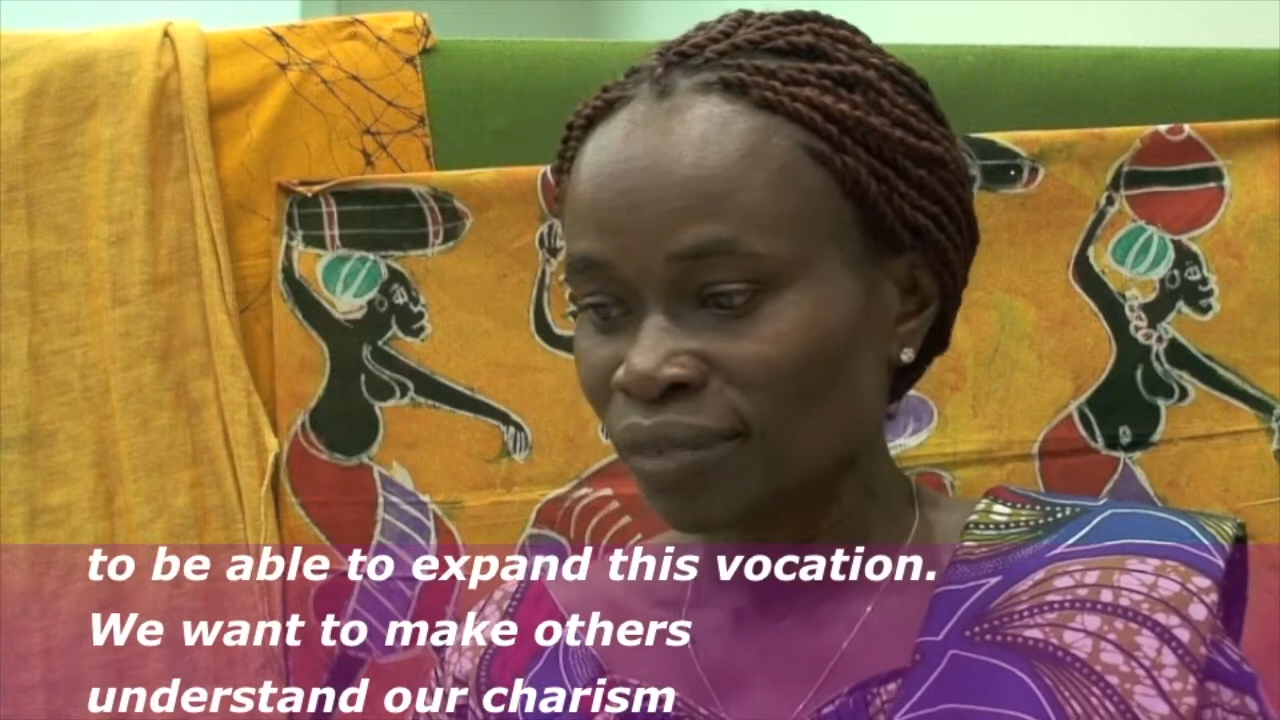 to be able to expand this vocation.
We want to make others
understand our charism